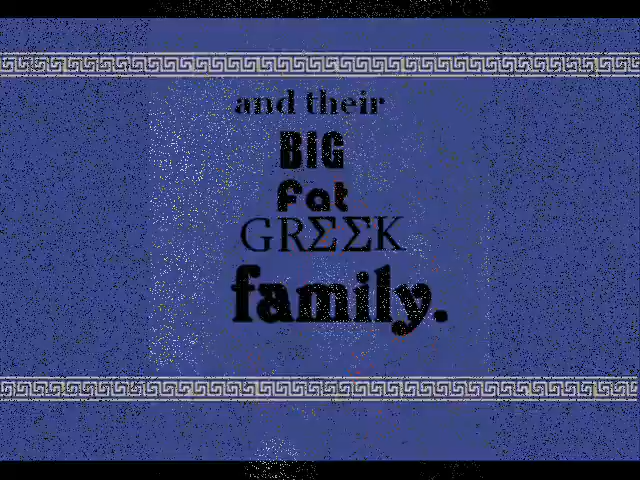 and their
BIG
fat
GRΣΣK
family.